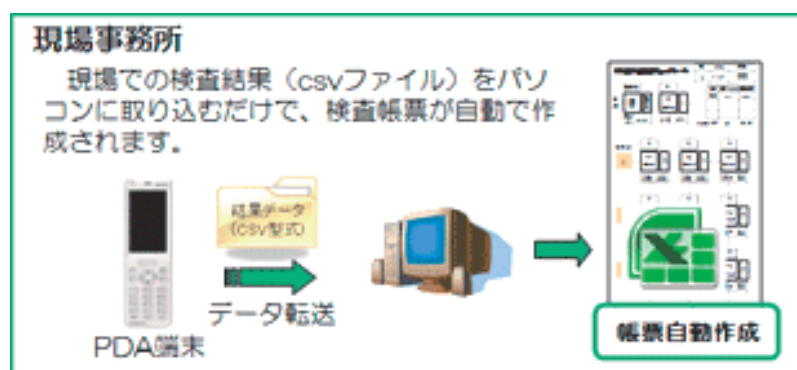 現場事務所
現場での検査結果（csvファイル）をパソ
コンに取り込むだけで、検査帳票が自動で作
成されます。
結果データ
（CSV型式）
データ転送
PDA端末
帳票自動作成